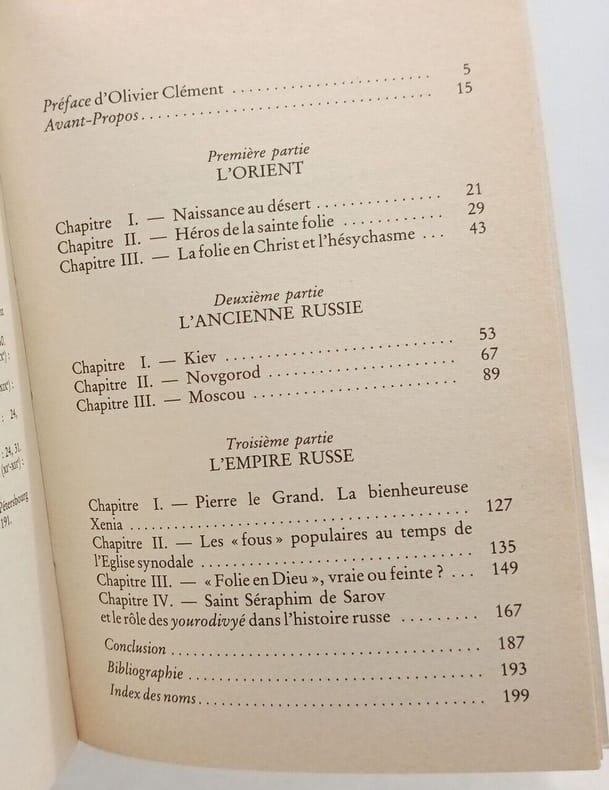 Préface d'Olivier Clément ........................ 5
Avant-Propos .............................. 15
Première partie
L'ORIENT
Chapitre I. — Naissance au désert ............. 21
Chapitre II. — Héros de la sainte folie .......... 29
Chapitre III. — La folie en Christ et l'hésychasme ... 43
Deuxième partie
L'ANCIENNE RUSSIE
Chapitre I. — Kiev ......................... 53
Chapitre II. — Novgorod .................... 67
Chapitre III. — Moscou ..................... 89
Troisième partie
L'EMPIRE RUSSE
Chapitre I. — Pierre le Grand. La bienheureuse
Xenia ................................ 127
Chapitre II. — Les « fous » populaires au temps de
l'Eglise synodale ......................... 135
Chapitre III. — « Folie en Dieu », vraie ou feinte ? ... 149
Chapitre IV. — Saint Séraphim de Sarov
et le rôle des yourodivyé dans l'histoire russe ........ 167
Conclusion ............................... 187
Bibliographie ............................. 193
Index des noms ............................ 199
: 24,
: 24, 31.
Pétersbourg
191.